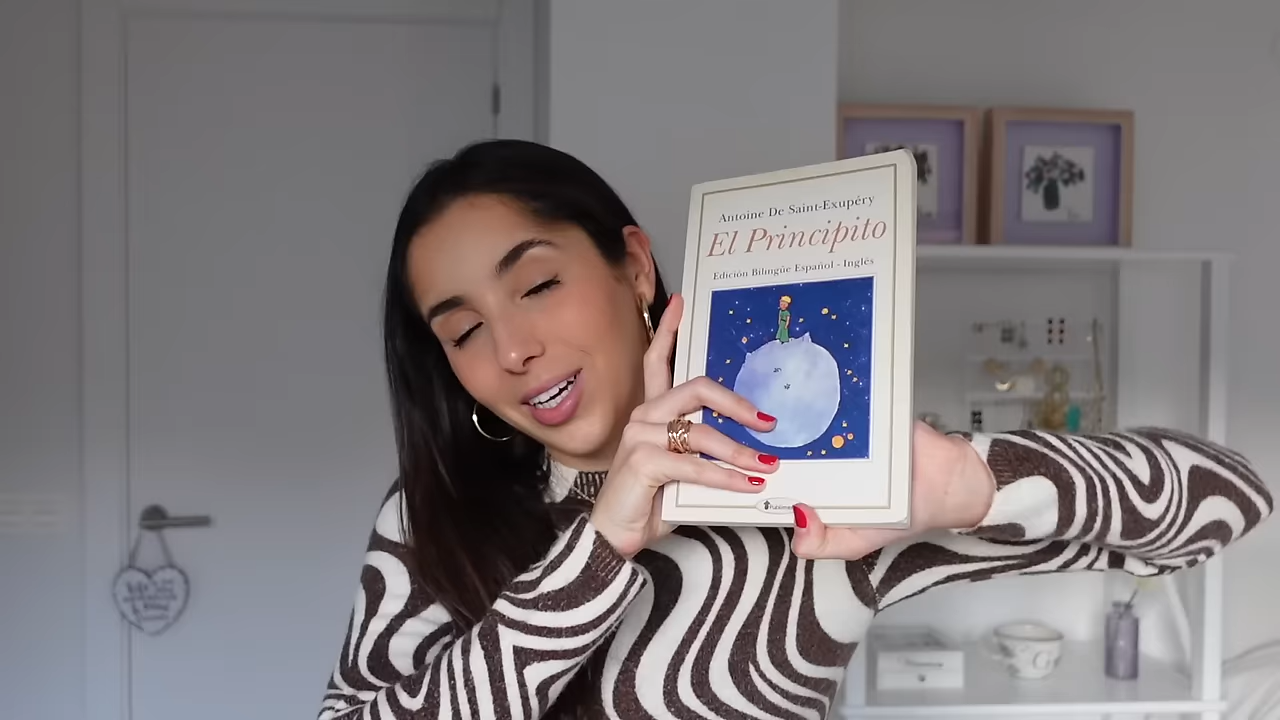 Antoine De Saint-Exupéry
El Principito
Edición Bilingüe Español - Inglés